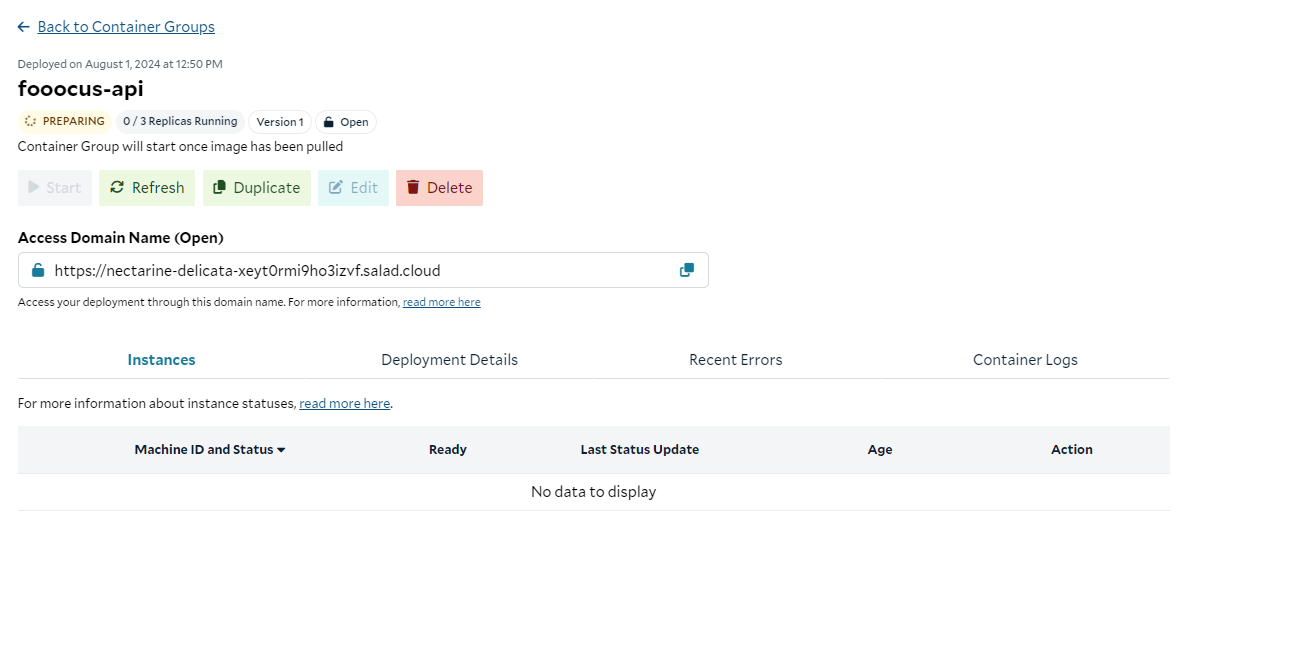 Back to Container Groups
Deployed on August 1, 2024 at 12:50 PM
fooocus-api
PREPARING 0 / 3 Replicas Running Version 1 Open
Container Group will start once image has been pulled
Start Refresh Duplicate Edit Delete
Access Domain Name (Open)
https://nectarine-delicata-xeyt0rmi9ho3izvf.salad.cloud
Access your deployment through this domain name. For more information, read more here
Instances Deployment Details Recent Errors Container Logs
For more information about instance statuses, read more here.
Machine ID and Status Ready Last Status Update Age Action
No data to display